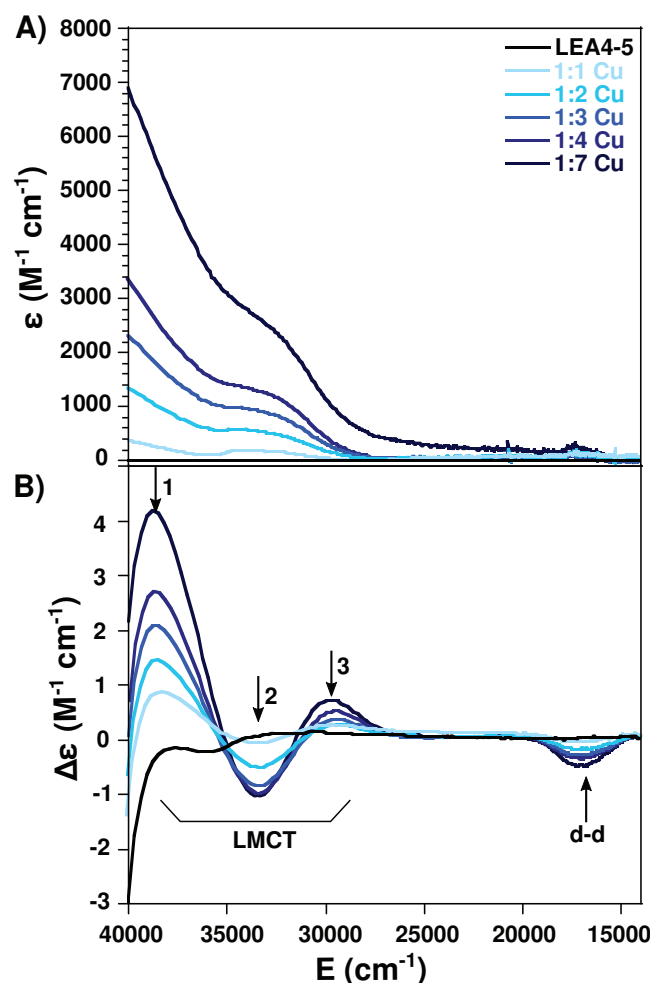 A)
8000
7000
6000
5000
4000
3000
2000
1000
0
ε (M⁻¹ cm⁻¹)
LEA4-5
1:1 Cu
1:2 Cu
1:3 Cu
1:4 Cu
1:7 Cu
B)
4
3
2
1
0
-1
-2
-3
Δε (M⁻¹ cm⁻¹)
1
2
3
LMCT
d-d
40000 35000 30000 25000 20000 15000
E (cm⁻¹)